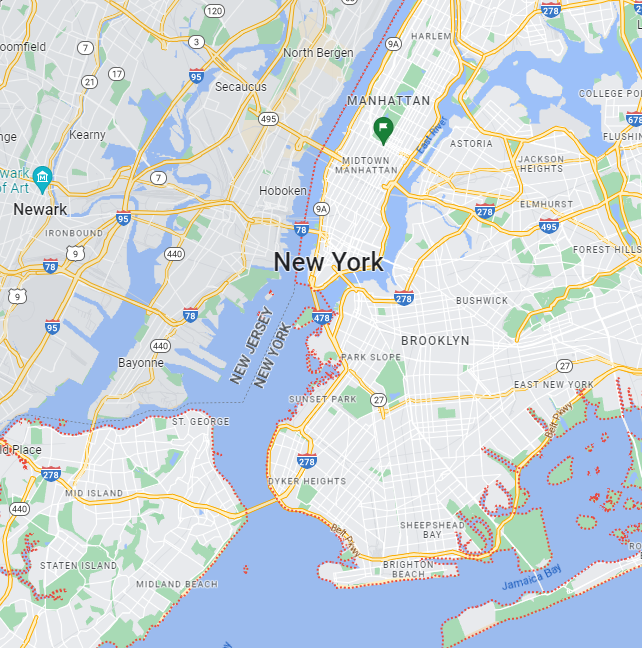 120
278
9A
HARLEM
oomfield
7
3
North Bergen
95
21
17
Secaucus
MANHATTAN
COLLEGE PO
495
678
Kearny
East River
ASTORIA
FLUSHIN
nge
MIDTOWN
MANHATTAN
JACKSON
HEIGHTS
wark
of Art
7
Hoboken
Newark
95
9A
278
ELMHURST
495
IRONBOUND
78
9
440
78
FOREST HILLS
New York
9
278
BUSHWICK
95
78
478
NEW JERSEY
NEW YORK
BROOKLYN
440
Bayonne
PARK SLOPE
27
EAST NEW YORK
SUNSET PARK
27
ST. GEORGE
Belt Pkwy
d Place
278
278
DYKER HEIGHTS
MID ISLAND
440
Belt Pkwy
SHEEPSHEAD
BAY
STATEN ISLAND
BRIGHTON
BEACH
RO
MIDLAND BEACH
Jamaica Bay